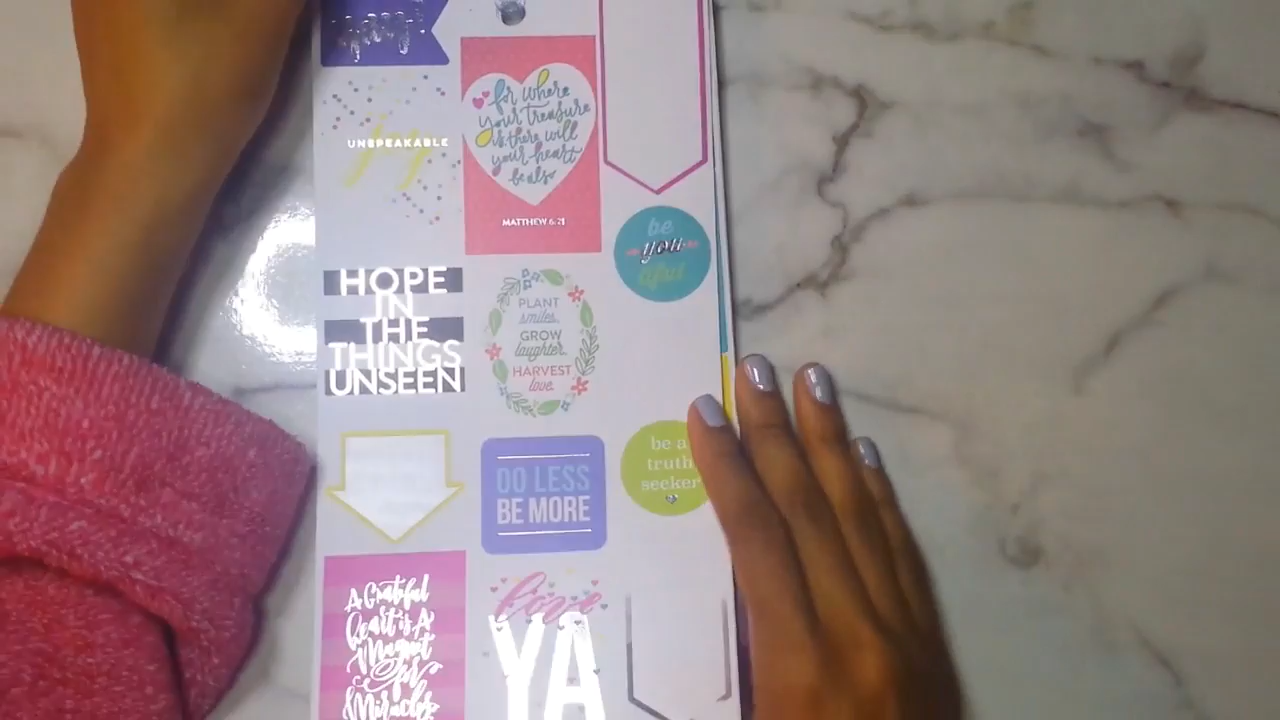 UNSPEAKABLE
joy
for where
your treasure
is there will
your heart
be also
MATTHEW 6:21
be
you
tiful
HOPE
IN
THE
THINGS
UNSEEN
PLANT
smiles.
GROW
laughter.
HARVEST
love.
be a
truth
seeker
DO LESS
BE MORE
A Grateful
heart is A
Magnet
for
Miracles
love
YA